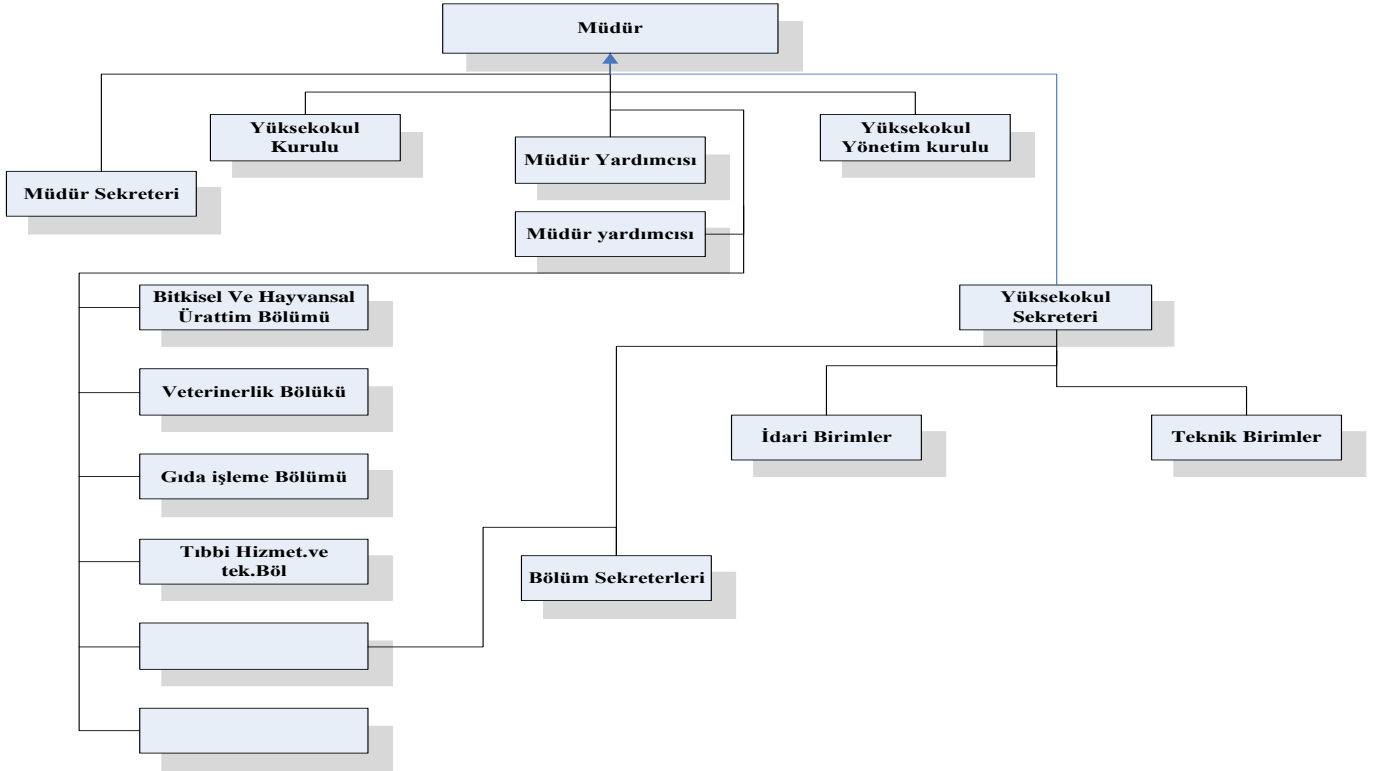 Müdür
Yüksekokul
Kurulu
Müdür Yardımcısı
Yüksekokul
Yönetim kurulu
Müdür Sekreteri
Müdür yardımcısı
Bitkisel Ve Hayvansal
Ürattim Bölümü
Yüksekokul
Sekreteri
Veterinerlik Bölükü
İdari Birimler
Teknik Birimler
Gıda işleme Bölümü
Tıbbi Hizmet.ve
tek.Böl
Bölüm Sekreterleri